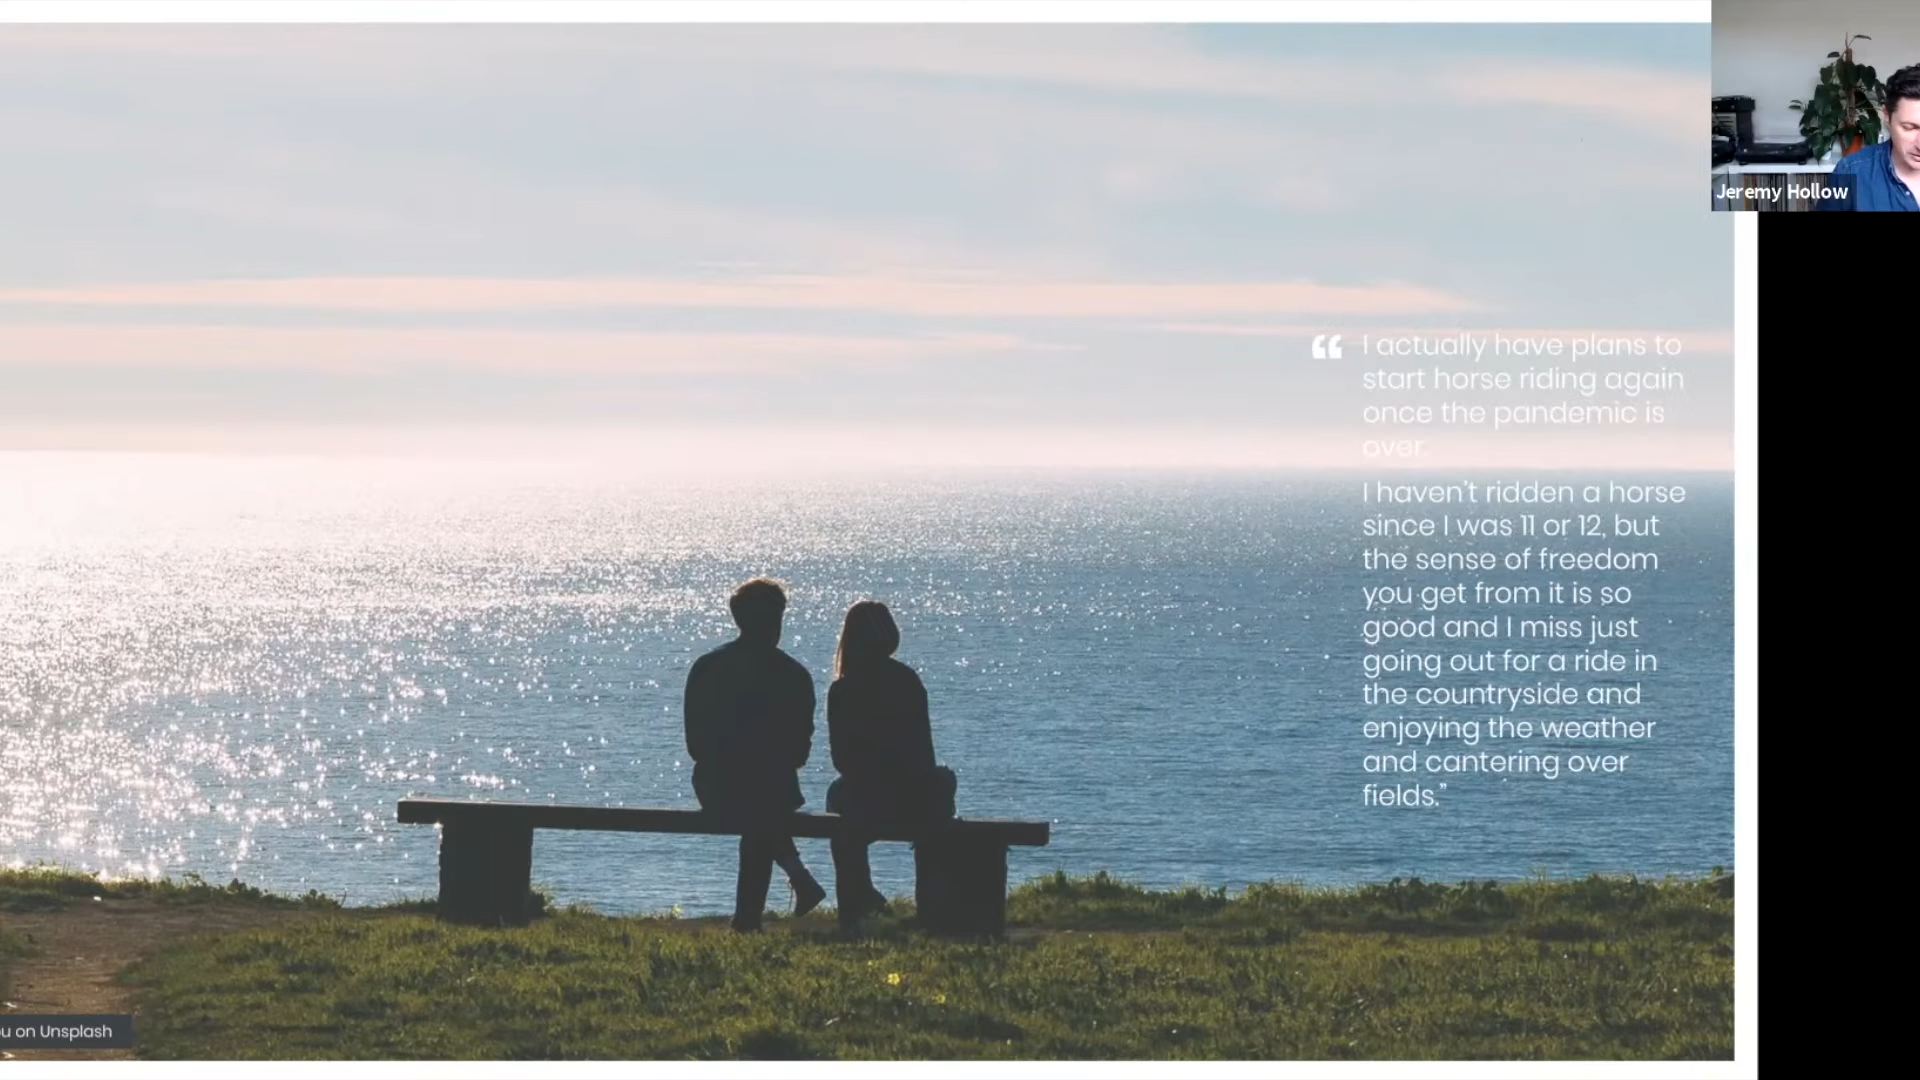 Jeremy Hollow
“ I actually have plans to
start horse riding again
once the pandemic is
over.
I haven't ridden a horse
since I was 11 or 12, but
the sense of freedom
you get from it is so
good and I miss just
going out for a ride in
the countryside and
enjoying the weather
and cantering over
fields.”
on Unsplash